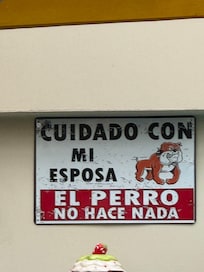 CUIDADO CON
MI
ESPOSA
EL PERRO
NO HACE NADA